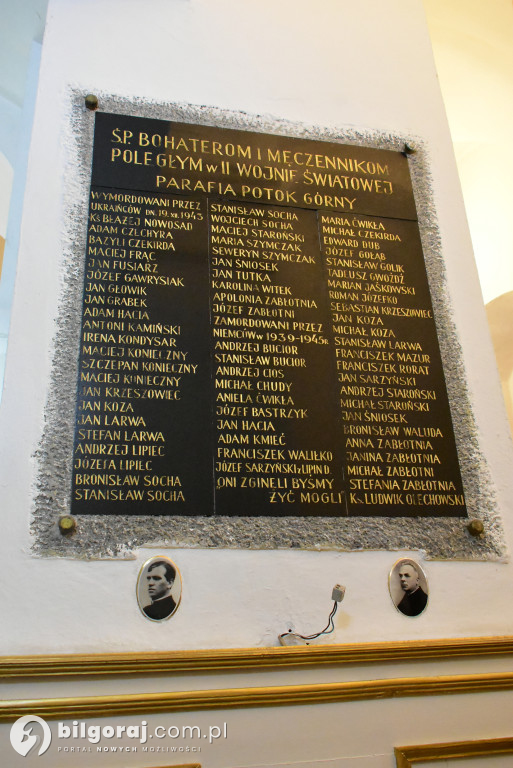 Ś.P. BOHATEROM I MĘCZENNIKOM
POLEGŁYM W II WOJNIE ŚWIATOWEJ
PARAFIA POTOK GÓRNY
WYMORDOWANI PRZEZ
UKRAIŃCÓW DN. 19. XII 1943
KS BŁAŻEJ NOWOSAD
ADAM CZECHYRA
BAZYLI CZEKIRDA
MACIEJ FRĄC
JAN FUSIARZ
JÓZEF GAWRYSIAK
JAN GŁOWIK
JAN GRABEK
ADAM HACIA
ANTONI KAMIŃSKI
IRENA KONDYSAR
MACIEJ KONIECZNY
SZCZEPAN KONIECZNY
MACIEJ KONIECZNY
JAN KRZESZOWIEC
JAN KOZA
JAN LARWA
STEFAN LARWA
ANDRZEJ LIPIEC
JÓZEFA LIPIEC
BRONISŁAW SOCHA
STANISŁAW SOCHA
STANISŁAW SOCHA
WOJCIECH SOCHA
MACIEJ STAROŃSKI
MARIA SZYMCZAK
SEWERYN SZYMCZAK
JAN ŚNIOSEK
JAN TUTKA
KAROLINA WITEK
APOLONIA ZABŁOTNIA
JÓZEF ZABŁOTNI
ZAMORDOWANI PRZEZ
NIEMCÓW W 1939-1945R
ANDRZEJ BUCIOR
STANISŁAW BUCIOR
ANDRZEJ CIOS
MICHAŁ CHUDY
ANIELA ĆWIKŁA
JÓZEF BASTRZYK
JAN HACIA
ADAM KMIEĆ
FRANCISZEK WALIŁKO
JÓZEF SARZYŃSKI Z LIPIN D.
ONI ZGINĘLI BYŚMY
ŻYĆ MOGLI
MARIA ĆWIKŁA
MICHAŁ CZEKIRDA
EDWARD DUB
JÓZEF GOŁĄB
STANISŁAW GOLIK
TADEUSZ GWOŹDŹ
MARIAN JAŚKOWSKI
ROMAN JÓZEFKO
SEBASTIAN KRZESZOWIEC
JAN KOZA
MICHAŁ KOZA
STANISŁAW LARWA
FRANCISZEK MAZUR
FRANCISZEK RORAT
JAN SARZYŃSKI
ANDRZEJ STAROŃSKI
MICHAŁ STAROŃSKI
JAN ŚNIOSEK
BRONISŁAW WALUDA
ANNA ZABŁOTNIA
JANINA ZABŁOTNIA
MICHAŁ ZABŁOTNI
STEFANIA ZABŁOTNIA
KS LUDWIK OLECHOWSKI
bilgoraj.com.pl
PORTAL NOWYCH MOŻLIWOŚCI